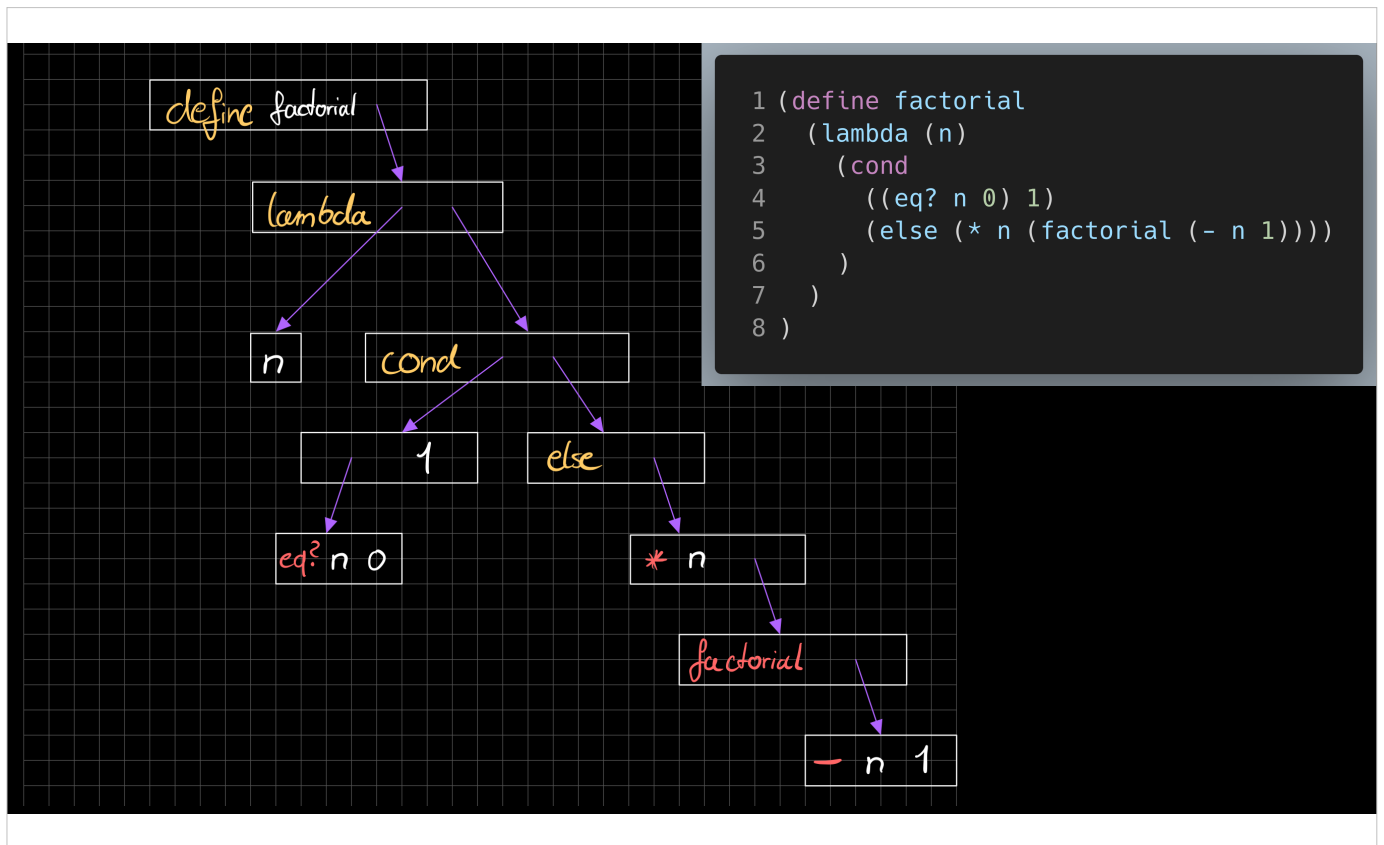 define factorial
lambda
n cond
1 else
eq? n 0 * n
factorial
- n 1
1 (define factorial
2 (lambda (n)
3 (cond
4 ((eq? n 0) 1)
5 (else (* n (factorial (- n 1))))
6 )
7 )
8 )